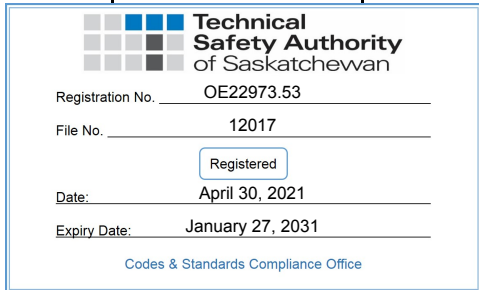 Technical
Safety Authority
of Saskatchewan
Registration No. OE22973.53
File No. 12017
Registered
Date: April 30, 2021
Expiry Date: January 27, 2031
Codes & Standards Compliance Office